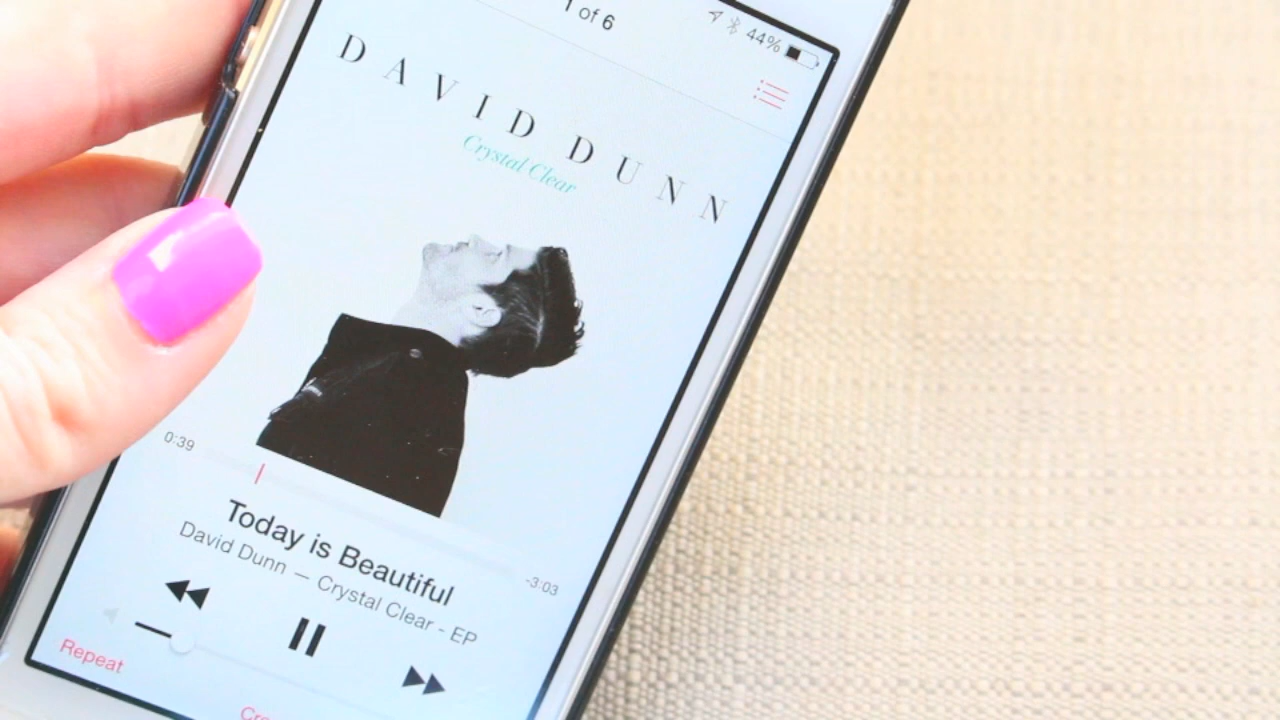 1 of 6
44%
DAVID DUNN
Crystal Clear
0:39
-3:03
Today is Beautiful
David Dunn — Crystal Clear - EP
Repeat